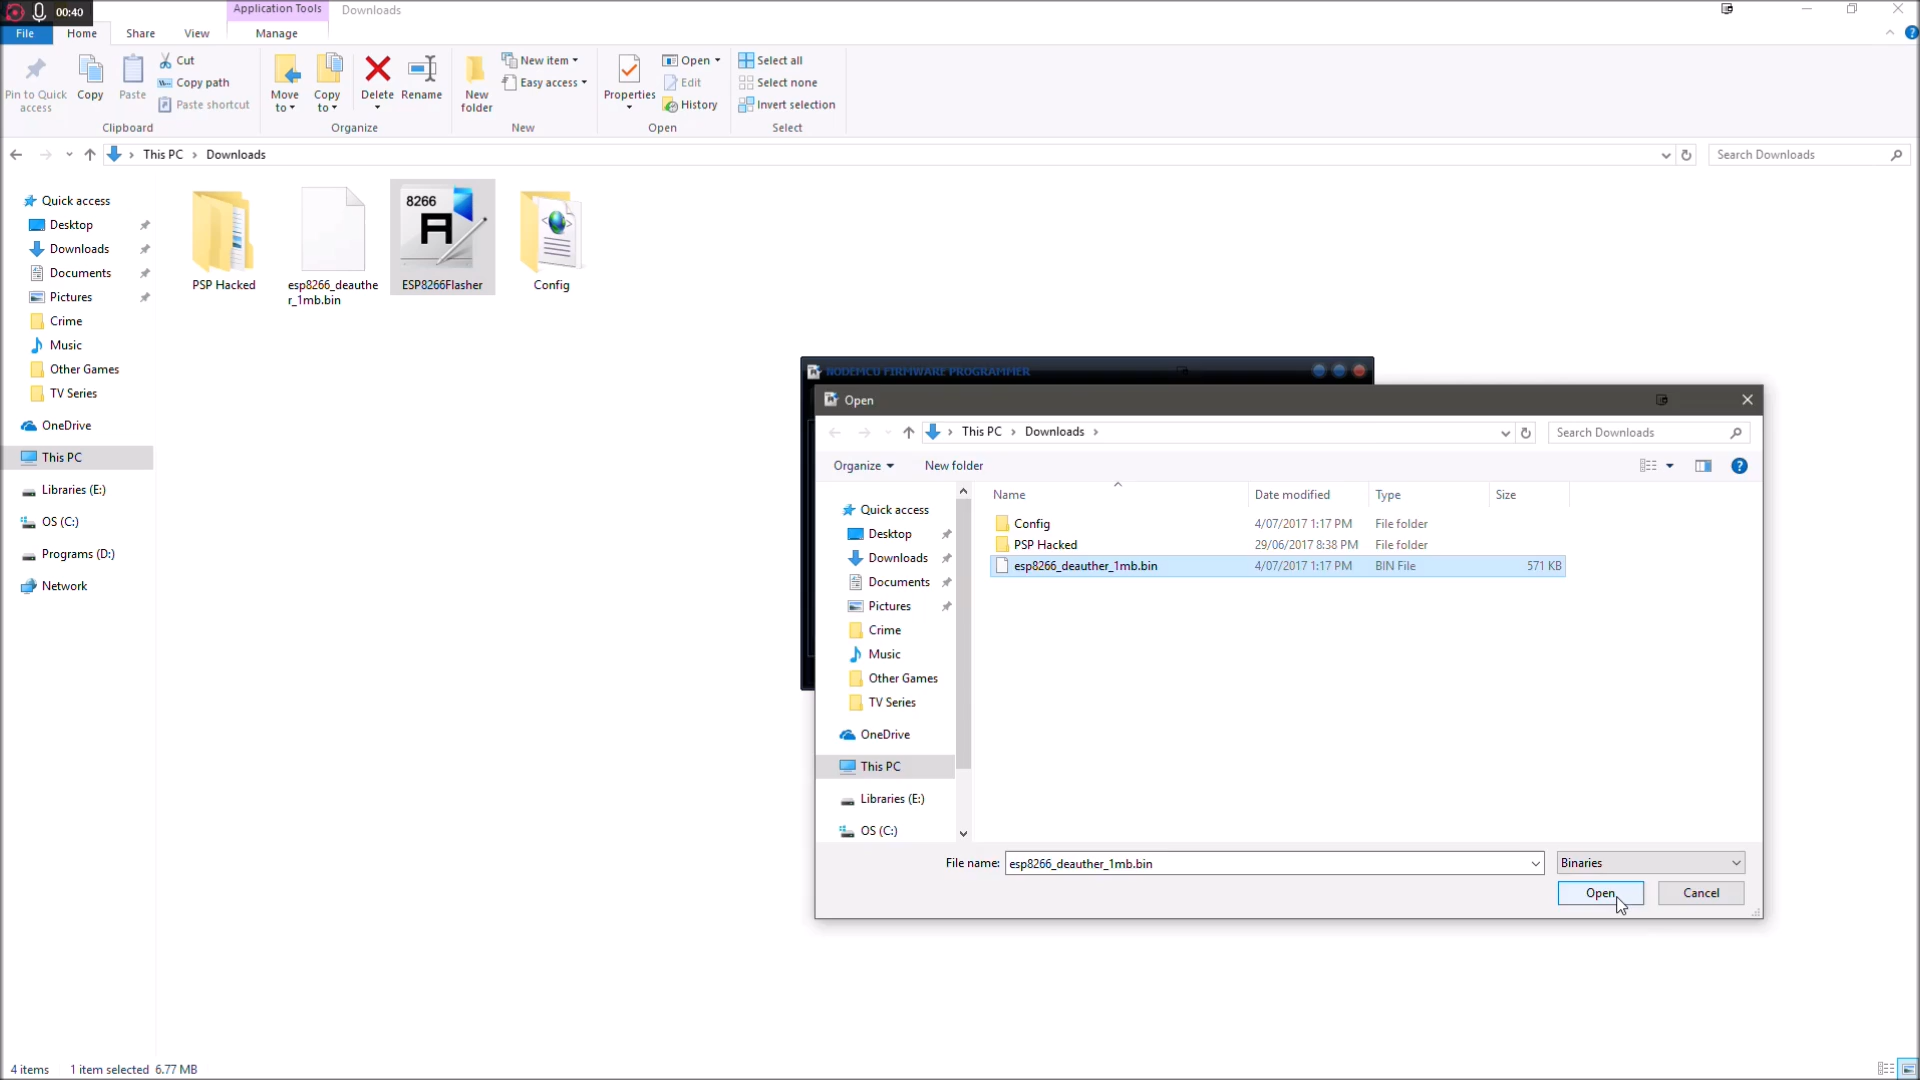 00:40
Application Tools
Downloads
File
Home
Share
View
Manage
Pin to Quick
access
Copy
Paste
Cut
Copy path
Paste shortcut
Clipboard
Move
to
Copy
to
Delete
Rename
Organize
New
folder
New item
Easy access
New
Properties
Open
Edit
History
Open
Select all
Select none
Invert selection
Select
This PC
Downloads
Search Downloads
Quick access
Desktop
Downloads
Documents
Pictures
Crime
Music
Other Games
TV Series
OneDrive
This PC
Libraries (E:)
OS (C:)
Programs (D:)
Network
PSP Hacked
esp8266_deauthe
r_1mb.bin
8266
ESP8266Flasher
Config
NODEMCU FIRMWARE PROGRAMMER
Open
This PC
Downloads
Search Downloads
Organize
New folder
Quick access
Desktop
Downloads
Documents
Pictures
Crime
Music
Other Games
TV Series
OneDrive
This PC
Libraries (E:)
OS (C:)
Name Date modified Type Size
Config 4/07/2017 1:17 PM File folder
PSP Hacked 29/06/2017 8:38 PM File folder
esp8266_deauther_1mb.bin 4/07/2017 1:17 PM BIN File 571 KB
File name: esp8266_deauther_1mb.bin
Binaries
Open
Cancel
4 items
1 item selected 6.77 MB